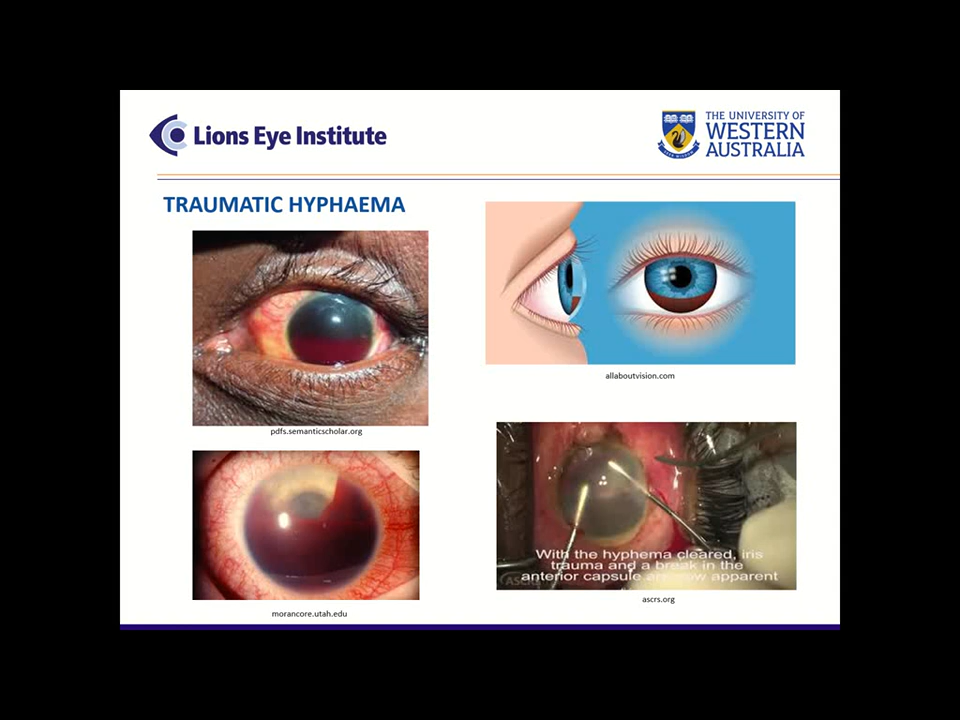 Lions Eye Institute
THE UNIVERSITY OF
WESTERN
AUSTRALIA
TRAUMATIC HYPHAEMA
allaboutvision.com
pdfs.semanticscholar.org
With the hyphema cleared, iris
trauma and a break in the
anterior capsule are now apparent
ASCRS
ascrs.org
morancore.utah.edu